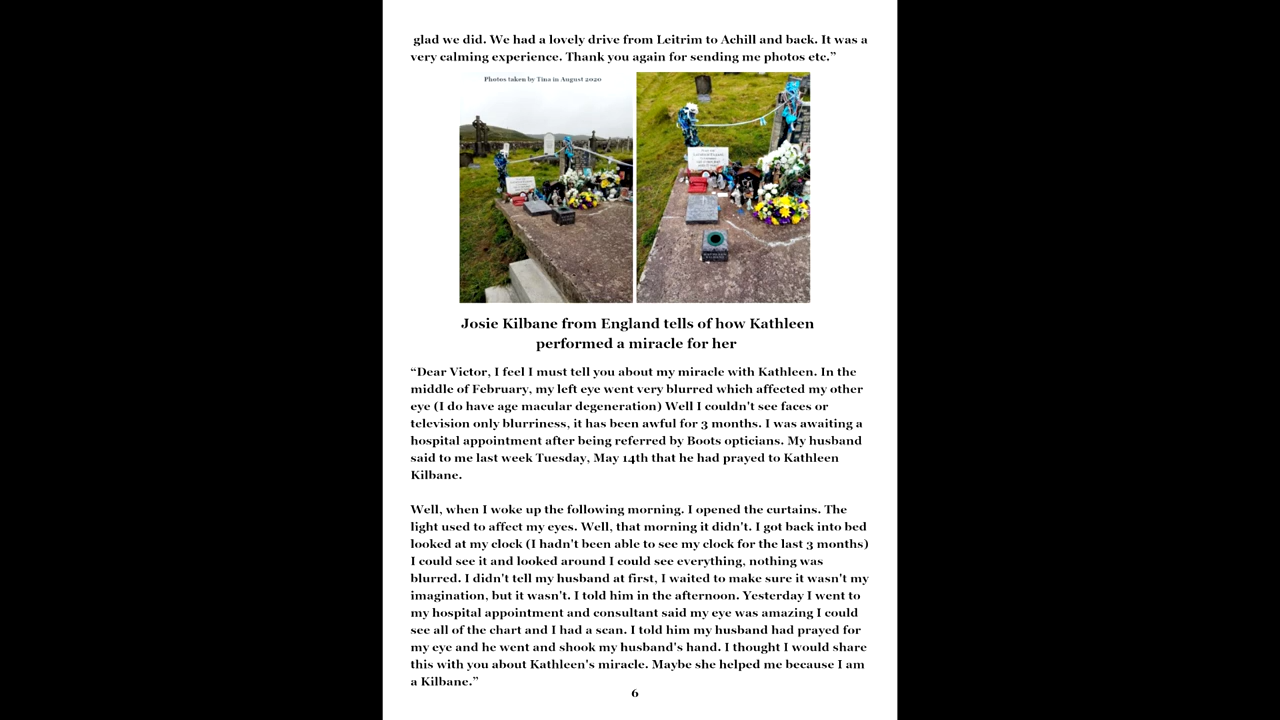 glad we did. We had a lovely drive from Leitrim to Achill and back. It was a
very calming experience. Thank you again for sending me photos etc.”
Photos taken by Tina in August 2020
Josie Kilbane from England tells of how Kathleen
performed a miracle for her
“Dear Victor, I feel I must tell you about my miracle with Kathleen. In the
middle of February, my left eye went very blurred which affected my other
eye (I do have age macular degeneration) Well I couldn't see faces or
television only blurriness, it has been awful for 3 months. I was awaiting a
hospital appointment after being referred by Boots opticians. My husband
said to me last week Tuesday, May 14th that he had prayed to Kathleen
Kilbane.
Well, when I woke up the following morning. I opened the curtains. The
light used to affect my eyes. Well, that morning it didn't. I got back into bed
looked at my clock (I hadn't been able to see my clock for the last 3 months)
I could see it and looked around I could see everything, nothing was
blurred. I didn't tell my husband at first, I waited to make sure it wasn't my
imagination, but it wasn't. I told him in the afternoon. Yesterday I went to
my hospital appointment and consultant said my eye was amazing I could
see all of the chart and I had a scan. I told him my husband had prayed for
my eye and he went and shook my husband's hand. I thought I would share
this with you about Kathleen's miracle. Maybe she helped me because I am
a Kilbane.”
6